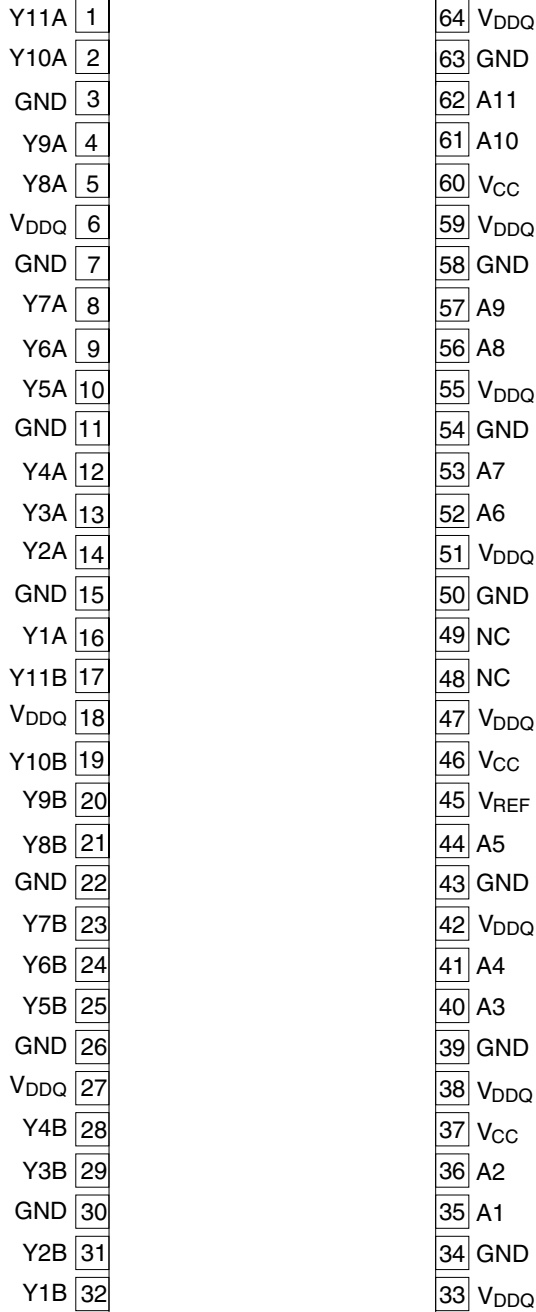 Y11A 1 64 VDDQ
Y10A 2 63 GND
GND 3 62 A11
Y9A 4 61 A10
Y8A 5 60 VCC
VDDQ 6 59 VDDQ
GND 7 58 GND
Y7A 8 57 A9
Y6A 9 56 A8
Y5A 10 55 VDDQ
GND 11 54 GND
Y4A 12 53 A7
Y3A 13 52 A6
Y2A 14 51 VDDQ
GND 15 50 GND
Y1A 16 49 NC
Y11B 17 48 NC
VDDQ 18 47 VDDQ
Y10B 19 46 VCC
Y9B 20 45 VREF
Y8B 21 44 A5
GND 22 43 GND
Y7B 23 42 VDDQ
Y6B 24 41 A4
Y5B 25 40 A3
GND 26 39 GND
VDDQ 27 38 VDDQ
Y4B 28 37 VCC
Y3B 29 36 A2
GND 30 35 A1
Y2B 31 34 GND
Y1B 32 33 VDDQ